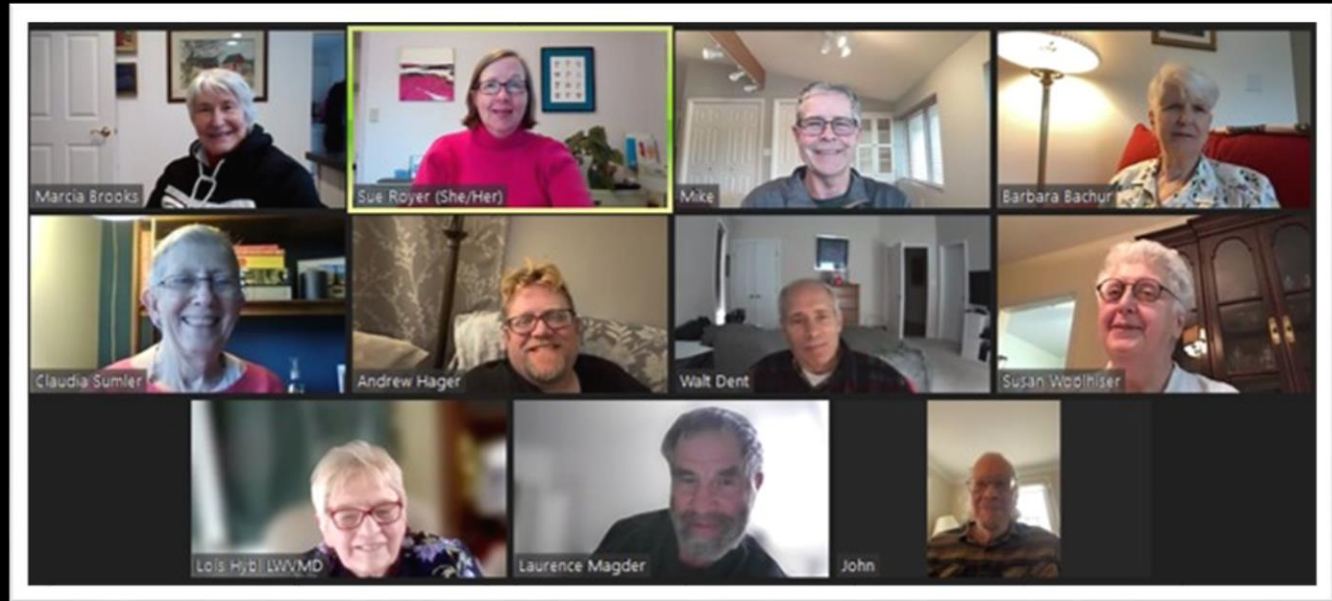 Marcia Brooks
Sue Royer (She/Her)
Mike
Barbara Bachur
Claudia Sumler
Andrew Hager
Walt Dent
Susan Woolhiser
Lois Hybl LWVMD
Laurence Magder
John